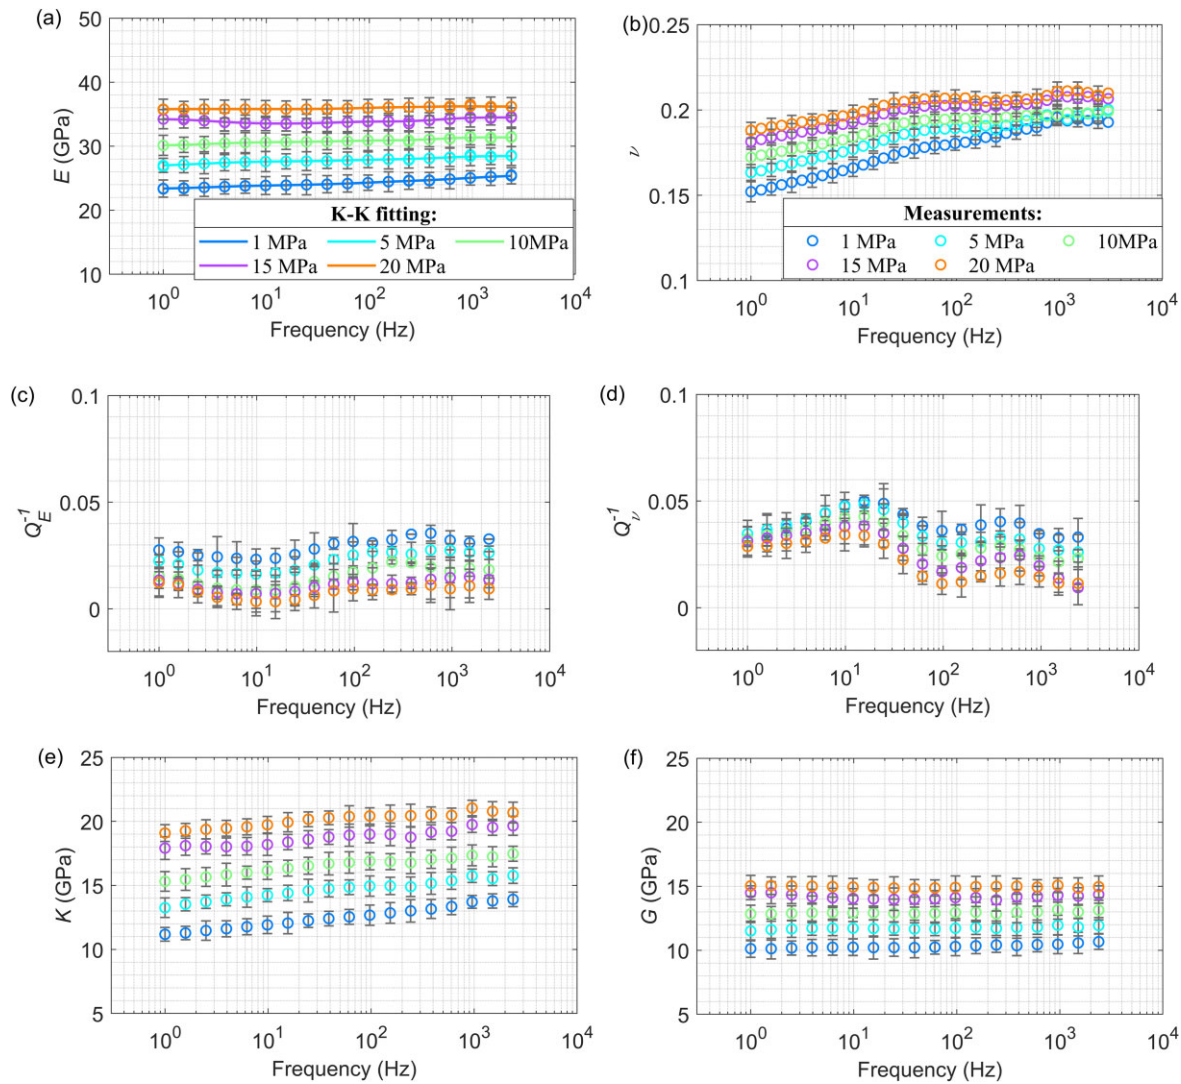 (a)
50
40
30
20
10
E (GPa)
K-K fitting:
1 MPa 5 MPa 10MPa
15 MPa 20 MPa
10^0 10^1 10^2 10^3 10^4
Frequency (Hz)
(b)
0.25
0.2
0.15
0.1
ν
Measurements:
1 MPa 5 MPa 10MPa
15 MPa 20 MPa
10^0 10^1 10^2 10^3 10^4
Frequency (Hz)
(c)
0.1
0.05
0
Q_E^-1
10^0 10^1 10^2 10^3 10^4
Frequency (Hz)
(d)
0.1
0.05
0
Q_ν^-1
10^0 10^1 10^2 10^3 10^4
Frequency (Hz)
(e)
25
20
15
10
5
K (GPa)
10^0 10^1 10^2 10^3 10^4
Frequency (Hz)
(f)
25
20
15
10
5
G (GPa)
10^0 10^1 10^2 10^3 10^4
Frequency (Hz)